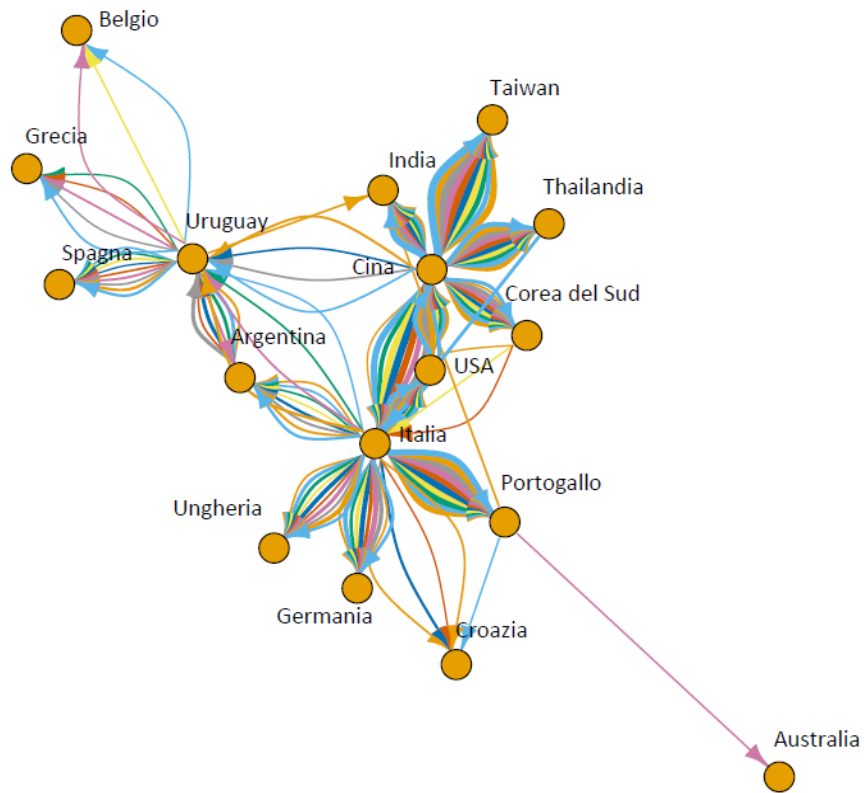 Belgio
Taiwan
Grecia
India
Thailandia
Uruguay
Spagna
Cina
Corea del Sud
Argentina
USA
Italia
Portogallo
Ungheria
Germania
Croazia
Australia